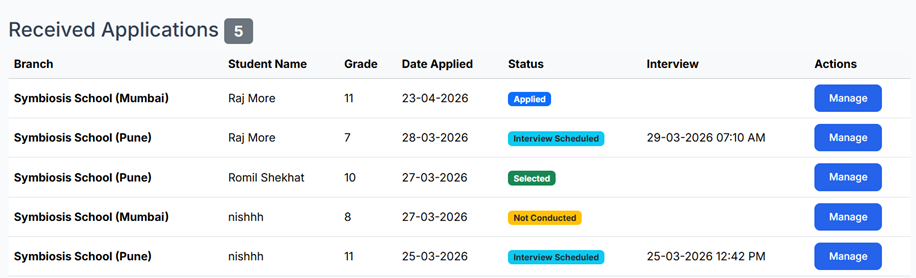 Received Applications 5
Branch Student Name Grade Date Applied Status Interview Actions
Symbiosis School (Mumbai) Raj More 11 23-04-2026 Applied Manage
Symbiosis School (Pune) Raj More 7 28-03-2026 Interview Scheduled 29-03-2026 07:10 AM Manage
Symbiosis School (Pune) Romil Shekhat 10 27-03-2026 Selected Manage
Symbiosis School (Mumbai) nishhh 8 27-03-2026 Not Conducted Manage
Symbiosis School (Pune) nishhh 11 25-03-2026 Interview Scheduled 25-03-2026 12:42 PM Manage